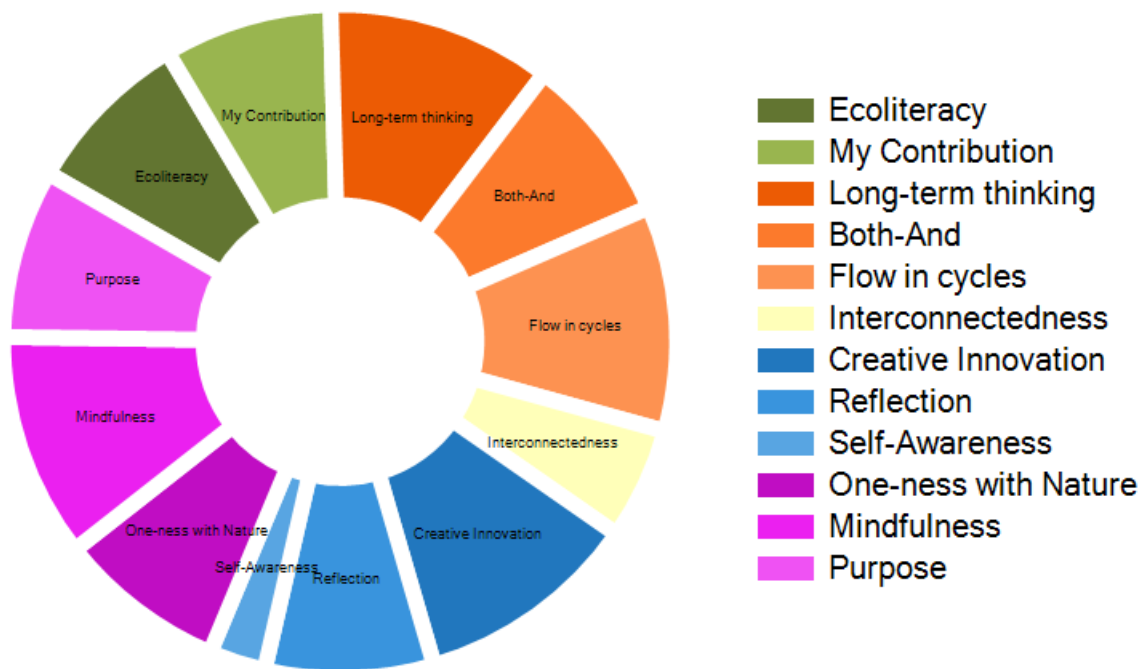 My Contribution
Long-term thinking
Ecoliteracy
Both-And
Purpose
Flow in cycles
Mindfulness
Interconnectedness
One-ness with Nature
Creative Innovation
Self-Awareness
Reflection
Ecoliteracy
My Contribution
Long-term thinking
Both-And
Flow in cycles
Interconnectedness
Creative Innovation
Reflection
Self-Awareness
One-ness with Nature
Mindfulness
Purpose